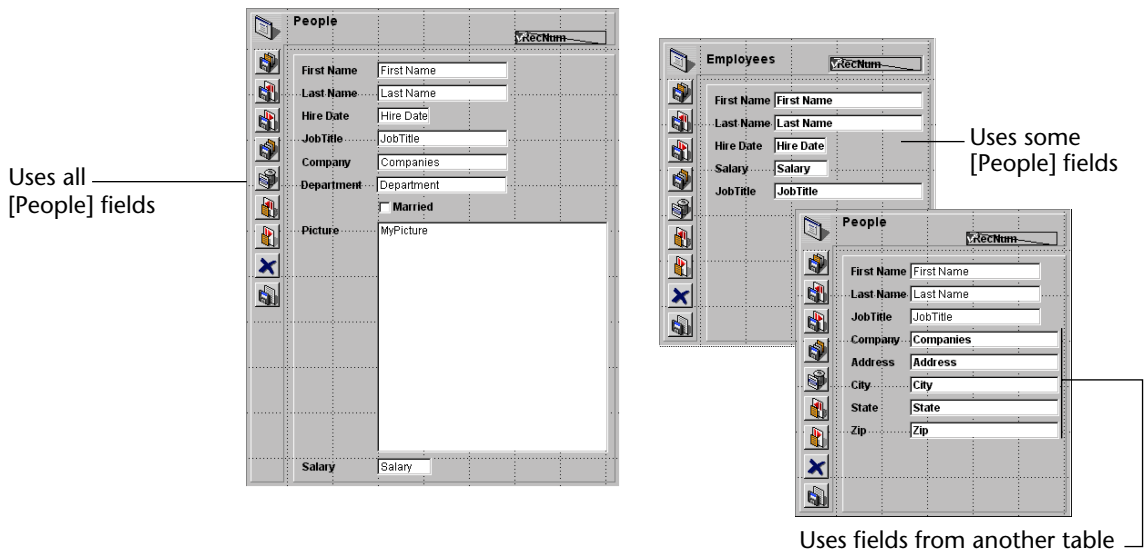 Uses all
[People] fields
People
vRecNum
First Name First Name
Last Name Last Name
Hire Date Hire Date
JobTitle JobTitle
Company Companies
Department Department
Married
Picture MyPicture
Salary Salary
Employees
vRecNum
First Name First Name
Last Name Last Name
Hire Date Hire Date
Salary Salary
JobTitle JobTitle
Uses some
[People] fields
People
vRecNum
First Name First Name
Last Name Last Name
JobTitle JobTitle
Company Companies
Address Address
City City
State State
Zip Zip
Uses fields from another table